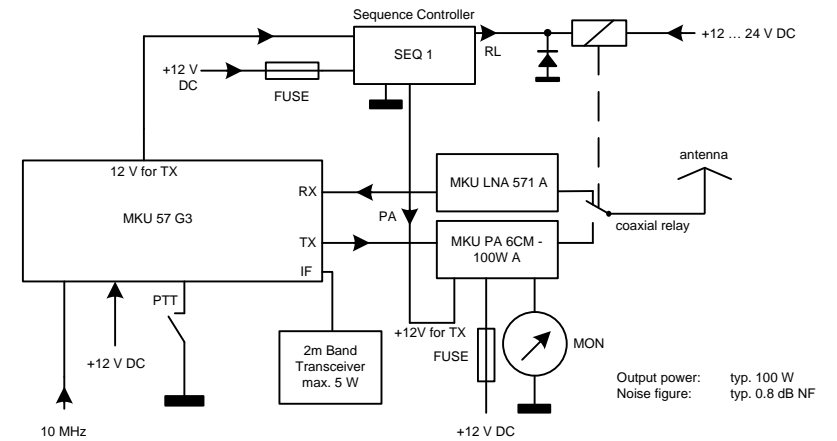 Sequence Controller
SEQ 1
RL
+12 ... 24 V DC
+12 V
DC
FUSE
12 V for TX
MKU 57 G3
RX
TX
IF
PA
MKU LNA 571 A
MKU PA 6CM -
100W A
antenna
coaxial relay
PTT
+12 V DC
10 MHz
2m Band
Transceiver
max. 5 W
+12V for TX
FUSE
MON
+12 V DC
Output power: typ. 100 W
Noise figure: typ. 0.8 dB NF